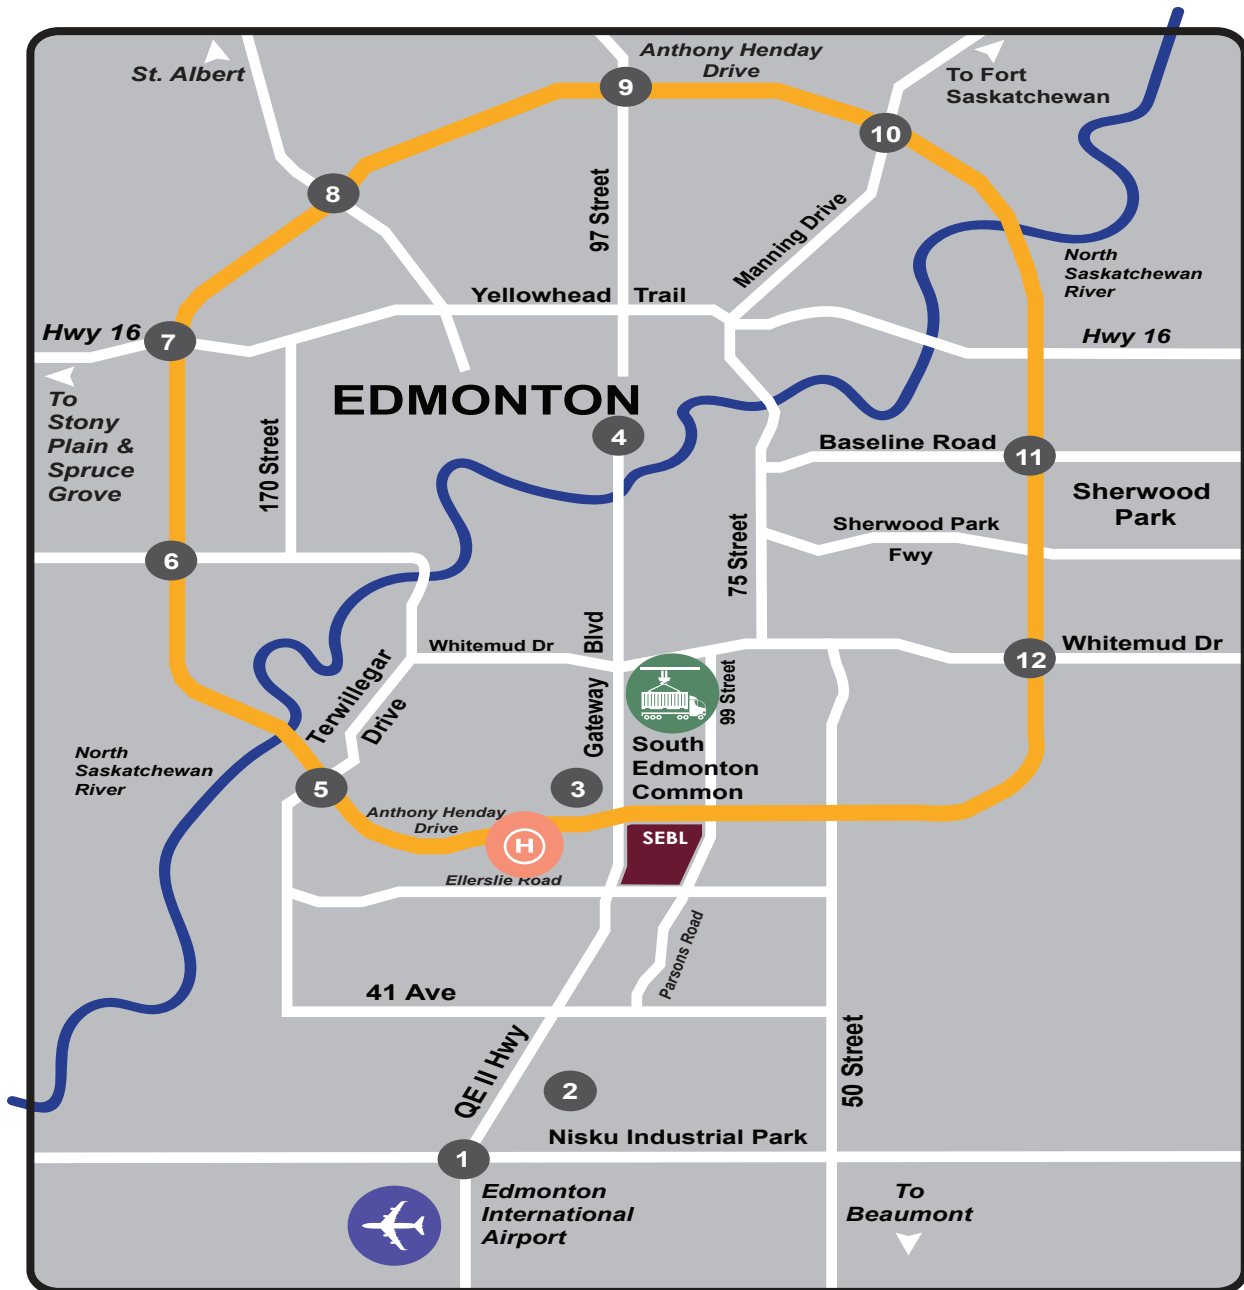 Anthony Henday
Drive
St. Albert
To Fort
Saskatchewan
9
10
8
97 Street
Manning Drive
North
Saskatchewan
River
Yellowhead Trail
Hwy 16
7
Hwy 16
To
Stony
Plain &
Spruce
Grove
EDMONTON
4
170 Street
Baseline Road
11
Sherwood
Park
Sherwood Park
Fwy
75 Street
6
Whitemud Dr
Gateway Blvd
Whitemud Dr
12
99 Street
Terwillegar
Drive
North
Saskatchewan
River
South
Edmonton
Common
5
3
Anthony Henday
Drive
H
SEBL
Ellerslie Road
Parsons Road
41 Ave
QE II Hwy
50 Street
2
Nisku Industrial Park
1
Edmonton
International
Airport
To
Beaumont